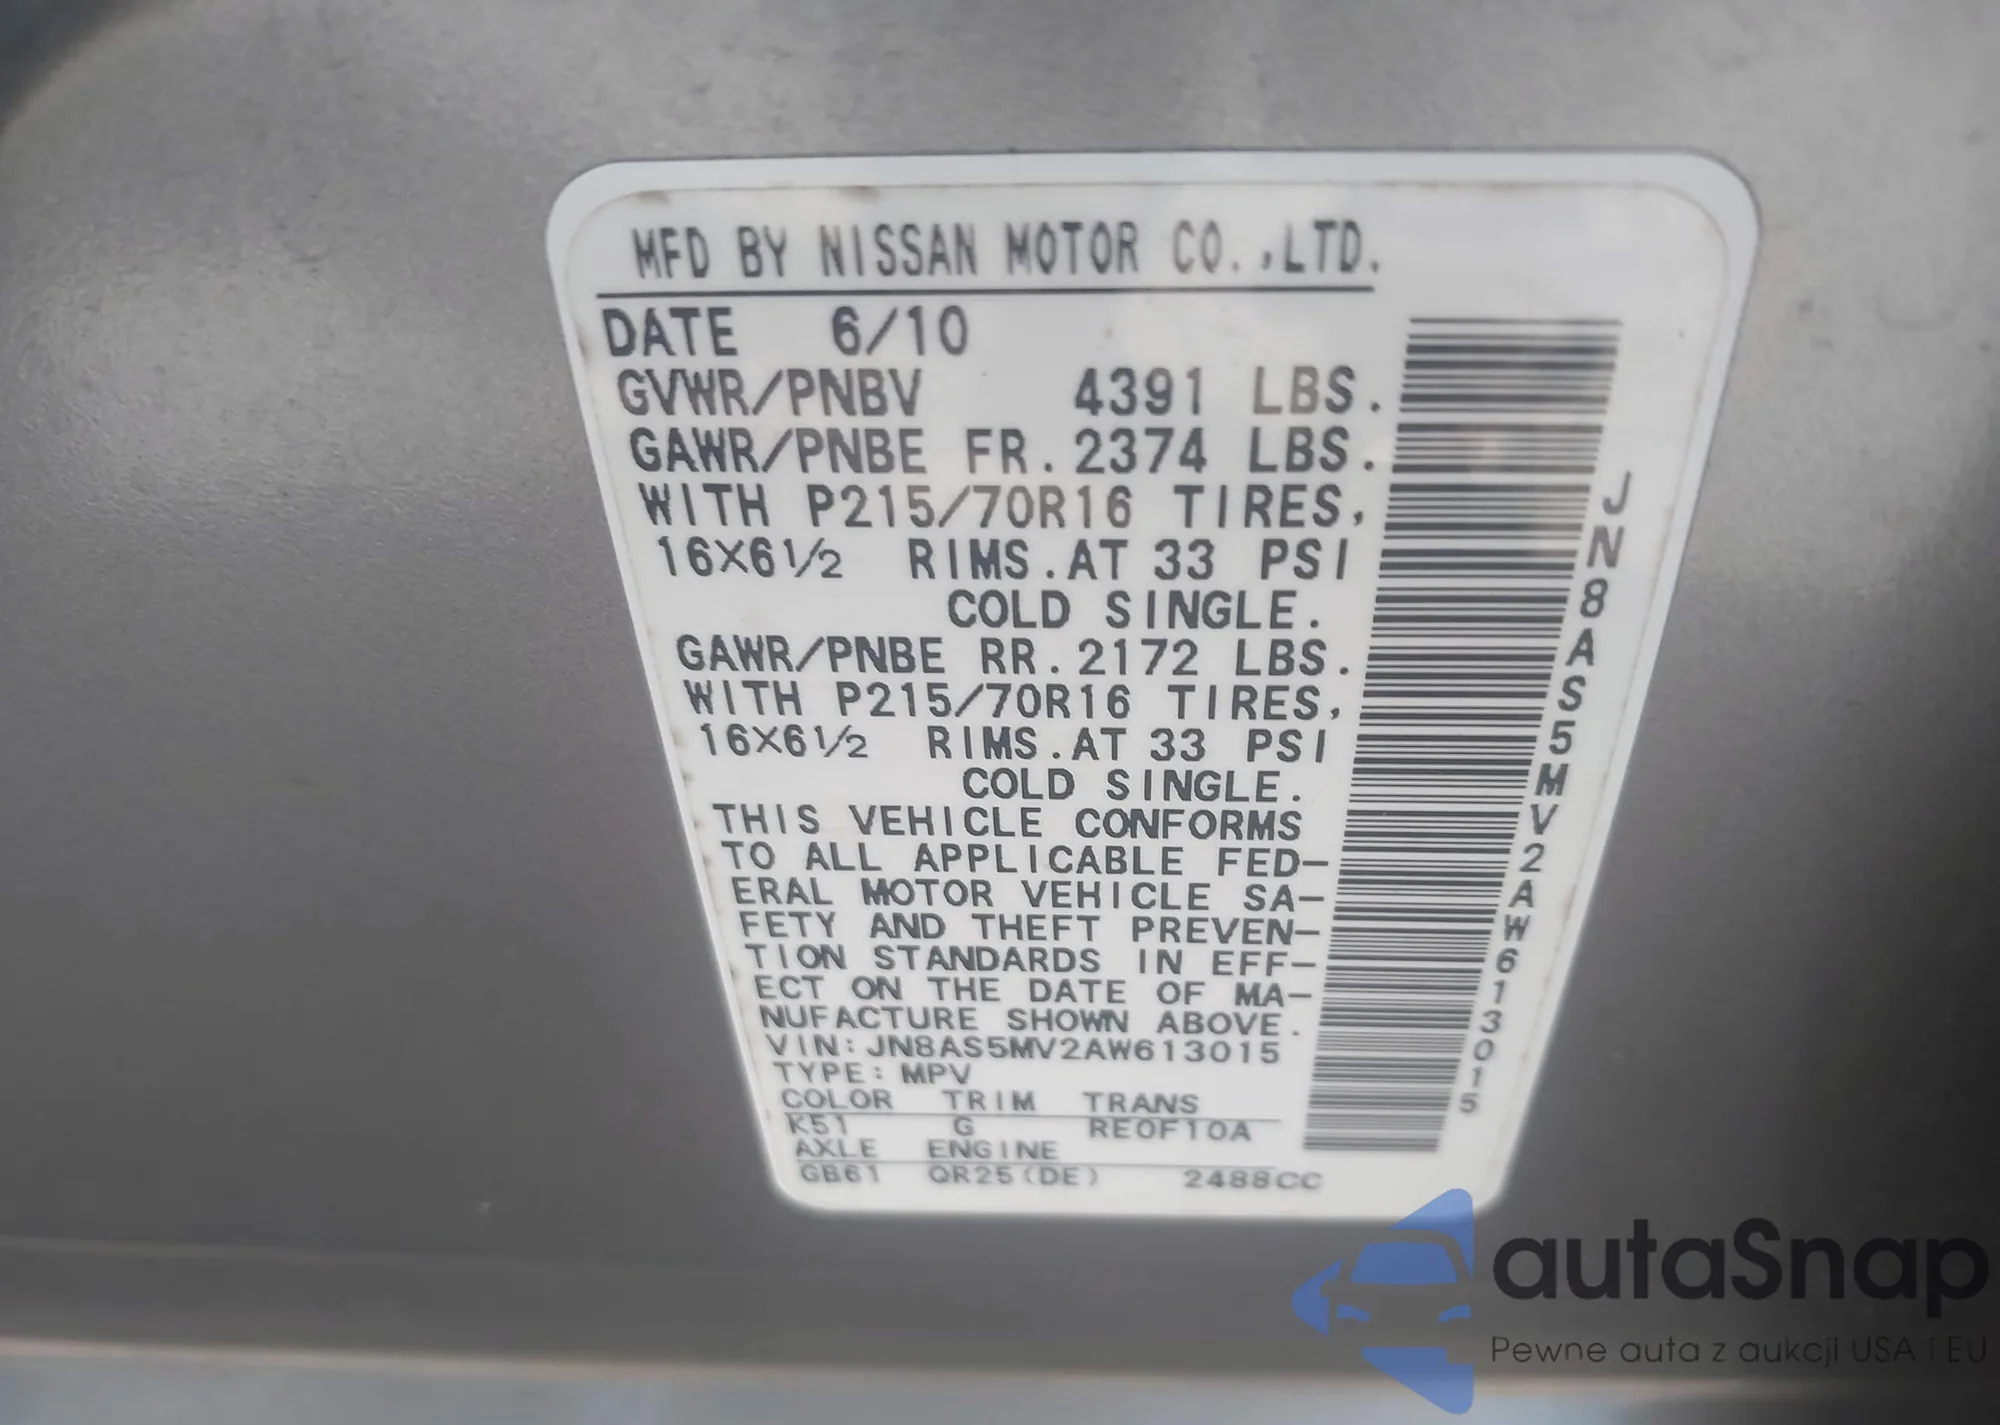 MFD BY NISSAN MOTOR CO.,LTD.
DATE 6/10
GVWR/PNBV 4391 LBS.
GAWR/PNBE FR. 2374 LBS.
WITH P215/70R16 TIRES,
16X6½ RIMS. AT 33 PSI
COLD SINGLE.
GAWR/PNBE RR. 2172 LBS.
WITH P215/70R16 TIRES,
16X6½ RIMS. AT 33 PSI
COLD SINGLE.
THIS VEHICLE CONFORMS
TO ALL APPLICABLE FED-
ERAL MOTOR VEHICLE SA-
FETY AND THEFT PREVEN-
TION STANDARDS IN EFF-
ECT ON THE DATE OF MA-
NUFACTURE SHOWN ABOVE.
VIN: JN8AS5MV2AW613015
TYPE: MPV
COLOR TRIM TRANS
K51 G RE0F10A
AXLE ENGINE
GB61 QR25(DE) 2488CC
JN8AS5MV2AW613015
autaSnap
Pewne auta z aukcji USA i EU